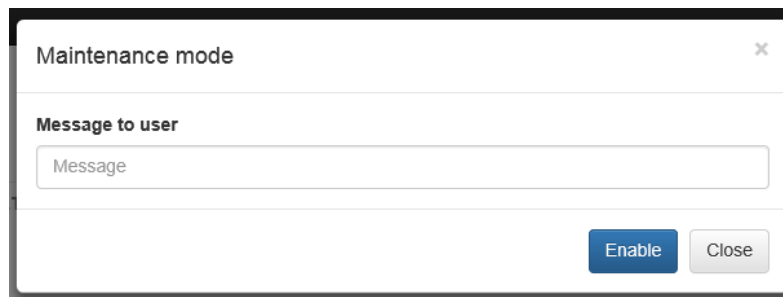 Maintenance mode
×
Message to user
Message
Enable
Close